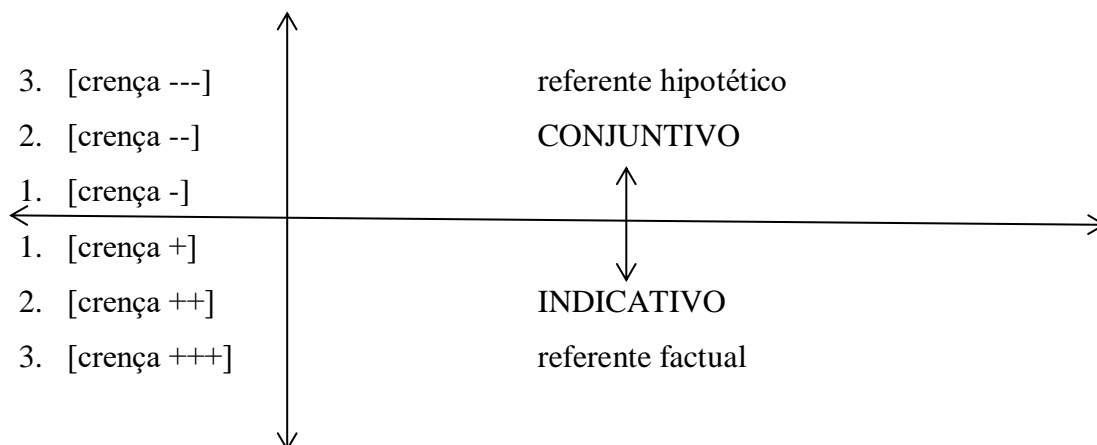 3. [crença ---] referente hipotético
2. [crença --] CONJUNTIVO
1. [crença -]
1. [crença +]
2. [crença ++] INDICATIVO
3. [crença +++] referente factual